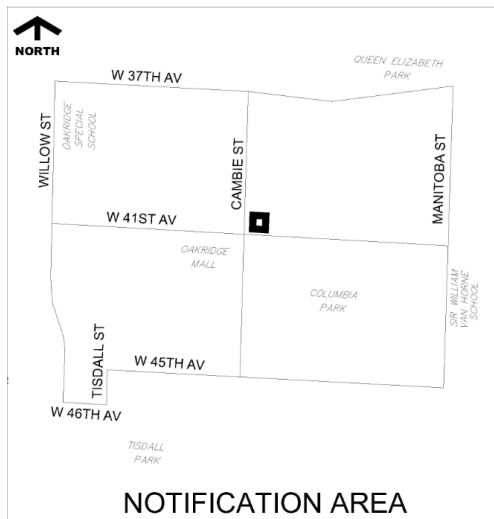 NORTH
QUEEN ELIZABETH
PARK
W 37TH AV
OAKRIDGE
SPECIAL
SCHOOL
WILLOW ST
CAMBIE ST
MANITOBA ST
W 41ST AV
OAKRIDGE
MALL
COLUMBIA
PARK
SIR WILLIAM
VAN HORNE
SCHOOL
TISDALL ST
W 45TH AV
W 46TH AV
TISDALL
PARK
NOTIFICATION AREA